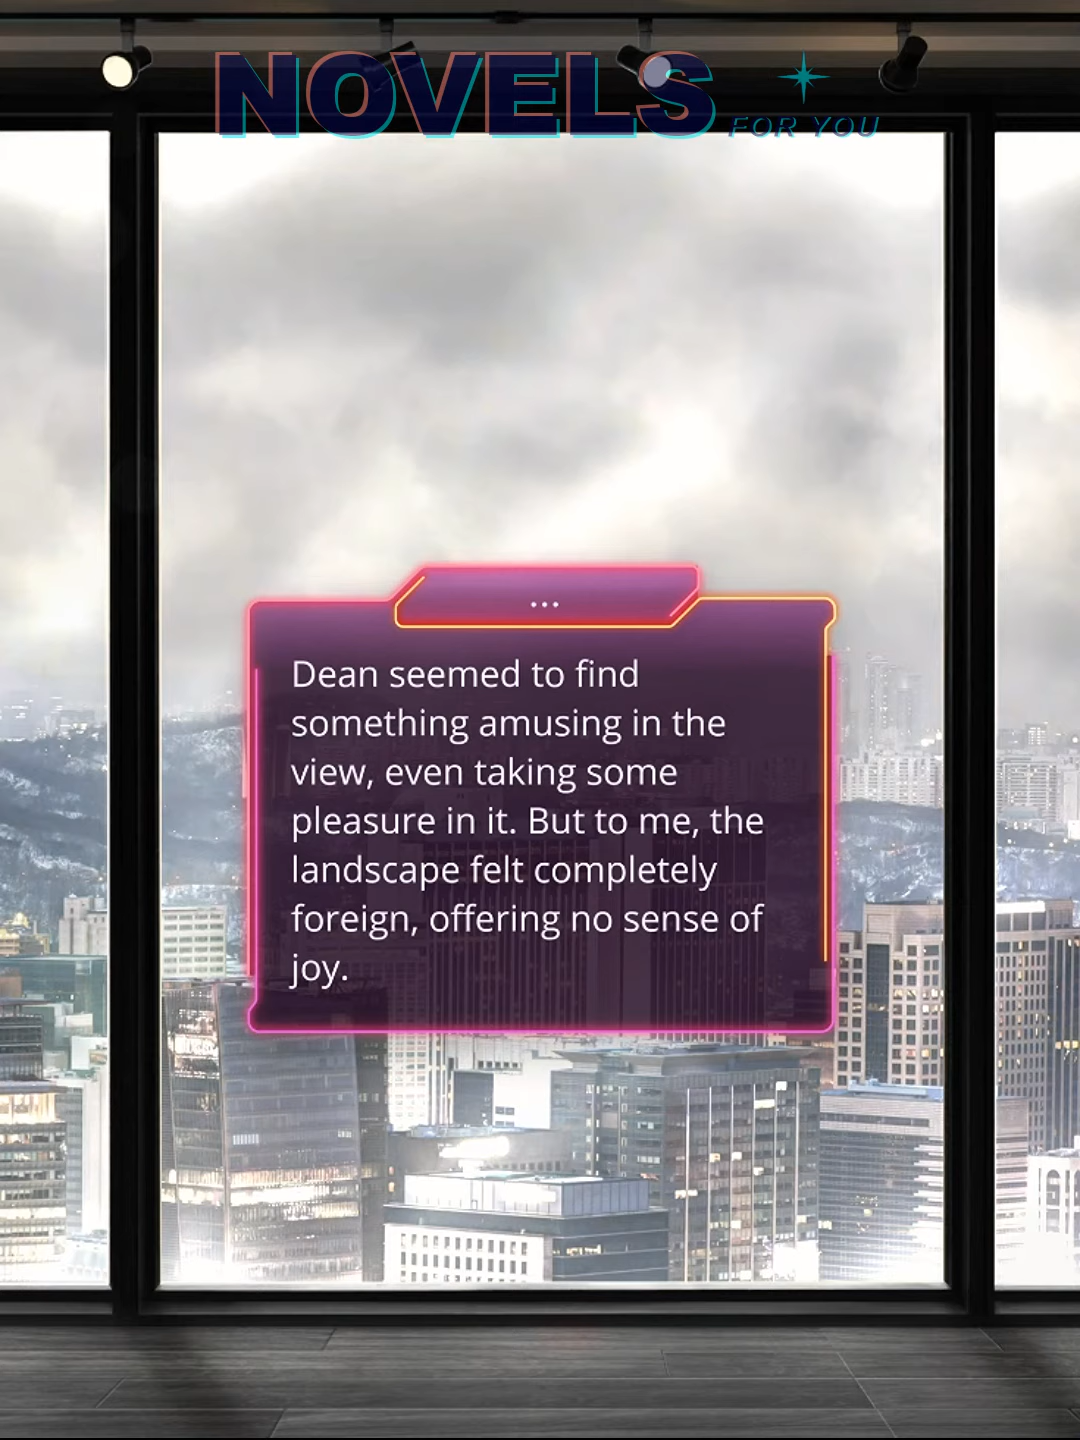 NOVELS
FOR YOU
...
Dean seemed to find
something amusing in the
view, even taking some
pleasure in it. But to me, the
landscape felt completely
foreign, offering no sense of
joy.